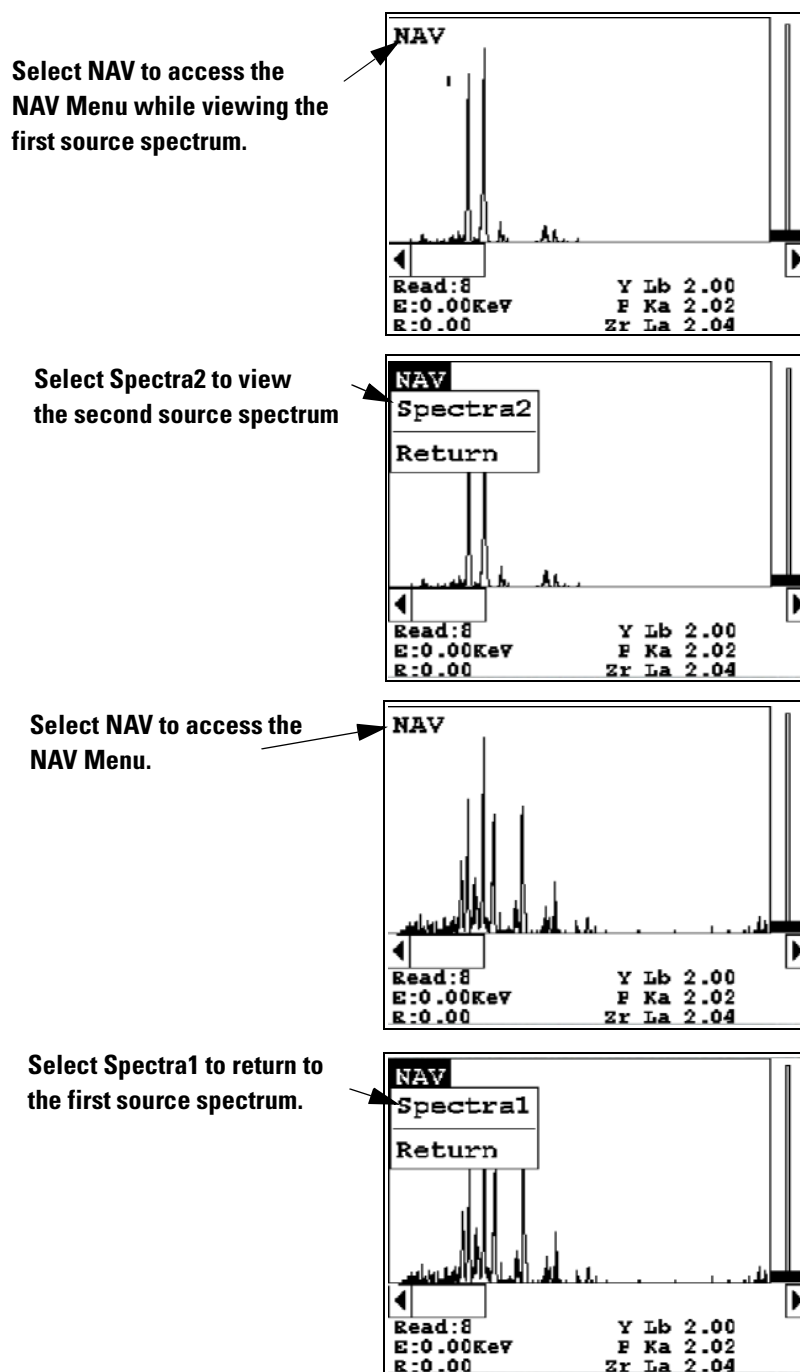 Select NAV to access the
NAV Menu while viewing the
first source spectrum.
NAV
Read:8 Y Lb 2.00
E:0.00KeV P Ka 2.02
R:0.00 Zr La 2.04
Select Spectra2 to view
the second source spectrum
NAV
Spectra2
Return
Read:8 Y Lb 2.00
E:0.00KeV P Ka 2.02
R:0.00 Zr La 2.04
Select NAV to access the
NAV Menu.
NAV
Read:8 Y Lb 2.00
E:0.00KeV P Ka 2.02
R:0.00 Zr La 2.04
Select Spectra1 to return to
the first source spectrum.
NAV
Spectra1
Return
Read:8 Y Lb 2.00
E:0.00KeV P Ka 2.02
R:0.00 Zr La 2.04